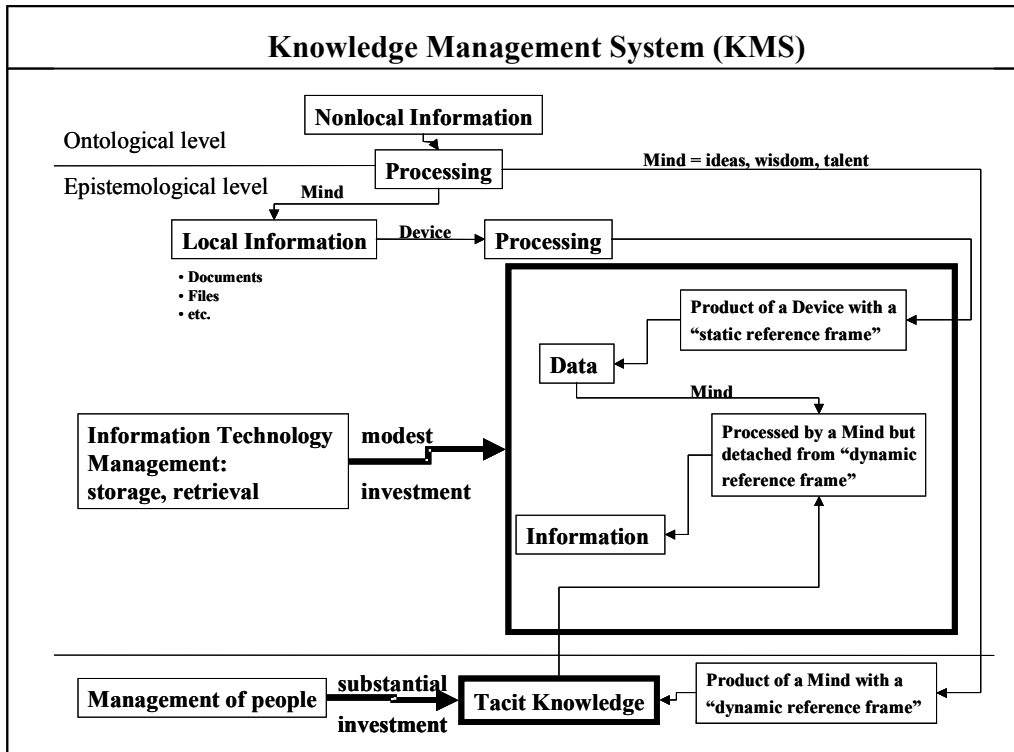 Knowledge Management System (KMS)
Nonlocal Information
Ontological level
Processing
Mind = ideas, wisdom, talent
Epistemological level
Mind
Local Information
Device
Processing
• Documents
• Files
• etc.
Product of a Device with a
“static reference frame”
Data
Mind
Information Technology
Management:
storage, retrieval
modest
investment
Processed by a Mind but
detached from “dynamic
reference frame”
Information
Management of people
substantial
investment
Tacit Knowledge
Product of a Mind with a
“dynamic reference frame”